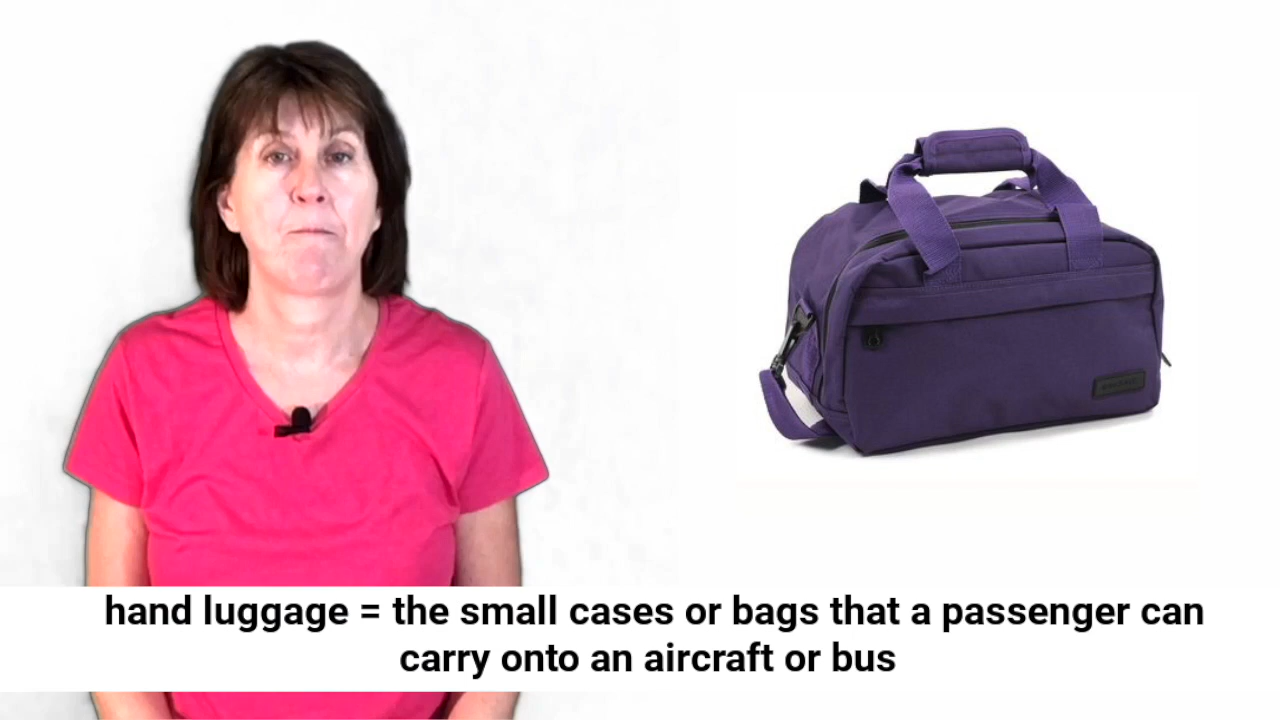 hand luggage = the small cases or bags that a passenger can
carry onto an aircraft or bus